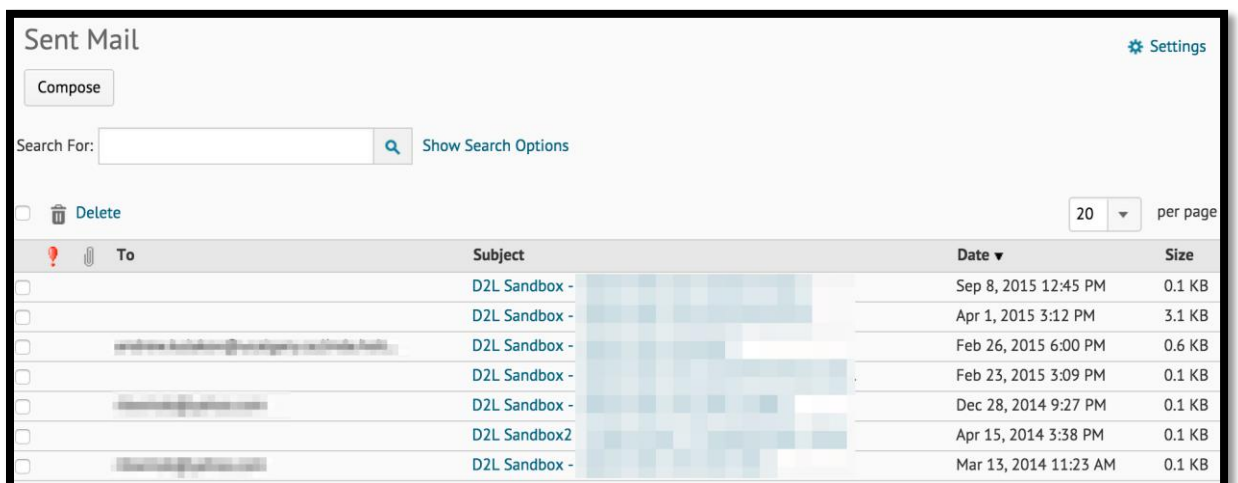 Sent Mail
Settings
Compose
Search For:
Show Search Options
Delete
20
per page
To Subject Date ▼ Size
D2L Sandbox - Sep 8, 2015 12:45 PM 0.1 KB
D2L Sandbox - Apr 1, 2015 3:12 PM 3.1 KB
D2L Sandbox - Feb 26, 2015 6:00 PM 0.6 KB
D2L Sandbox - Feb 23, 2015 3:09 PM 0.1 KB
D2L Sandbox - Dec 28, 2014 9:27 PM 0.1 KB
D2L Sandbox2 Apr 15, 2014 3:38 PM 0.1 KB
D2L Sandbox - Mar 13, 2014 11:23 AM 0.1 KB